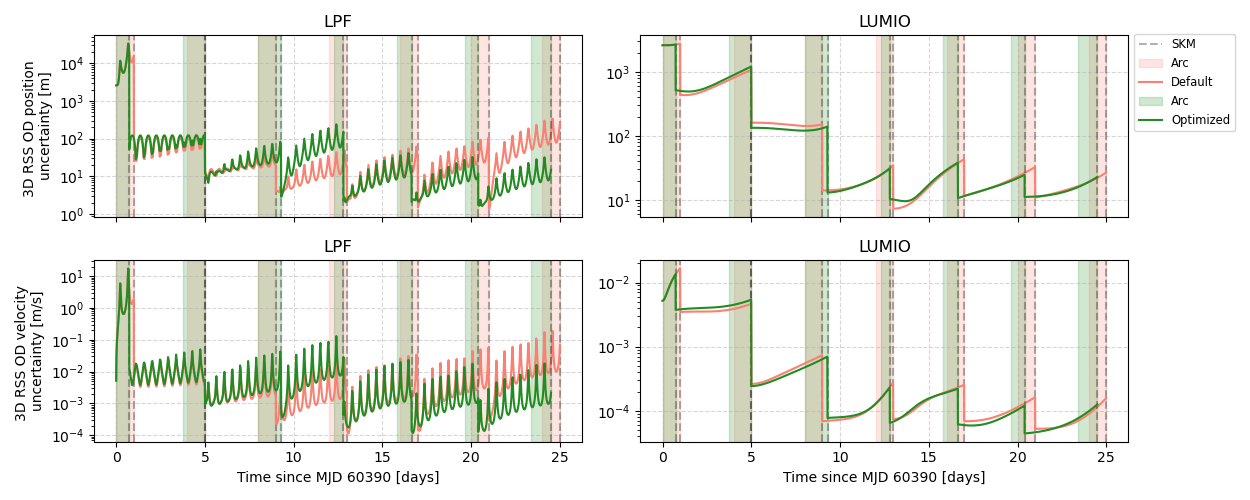 LPF
LUMIO
3D RSS OD position
uncertainty [m]
10⁴
10³
10²
10¹
10⁰
10³
10²
10¹
SKM
Arc
Default
Arc
Optimized
LPF
LUMIO
3D RSS OD velocity
uncertainty [m/s]
10¹
10⁰
10⁻¹
10⁻²
10⁻³
10⁻⁴
10⁻²
10⁻³
10⁻⁴
0 5 10 15 20 25
0 5 10 15 20 25
Time since MJD 60390 [days]
Time since MJD 60390 [days]